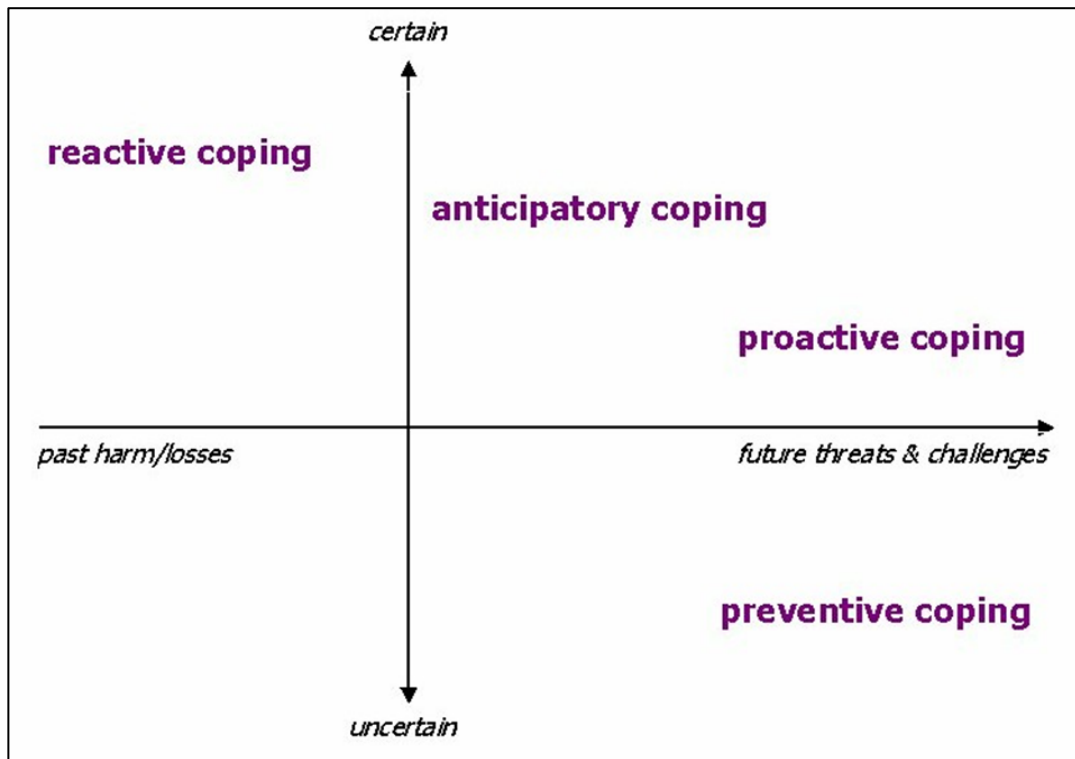 certain
reactive coping
anticipatory coping
proactive coping
past harm/losses
future threats & challenges
preventive coping
uncertain